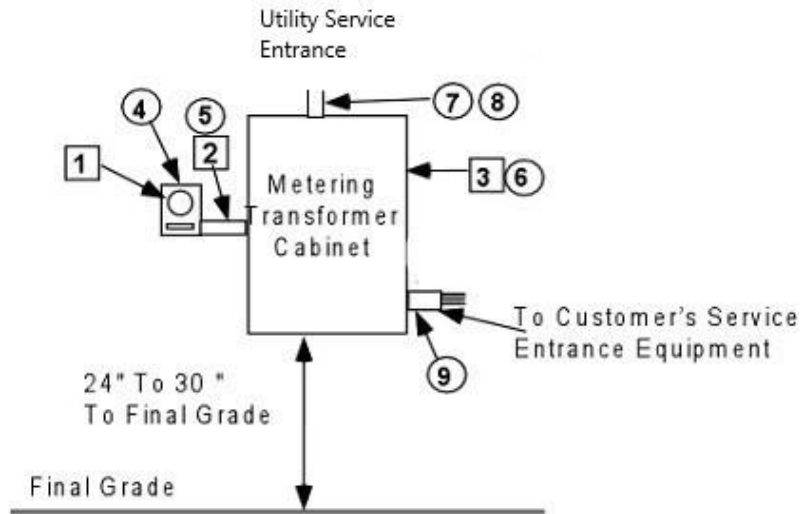 Utility Service
Entrance
4
5
7 8
1
2
3 6
Metering
Transformer
Cabinet
To Customer's Service
Entrance Equipment
9
24" To 30 "
To Final Grade
Final Grade